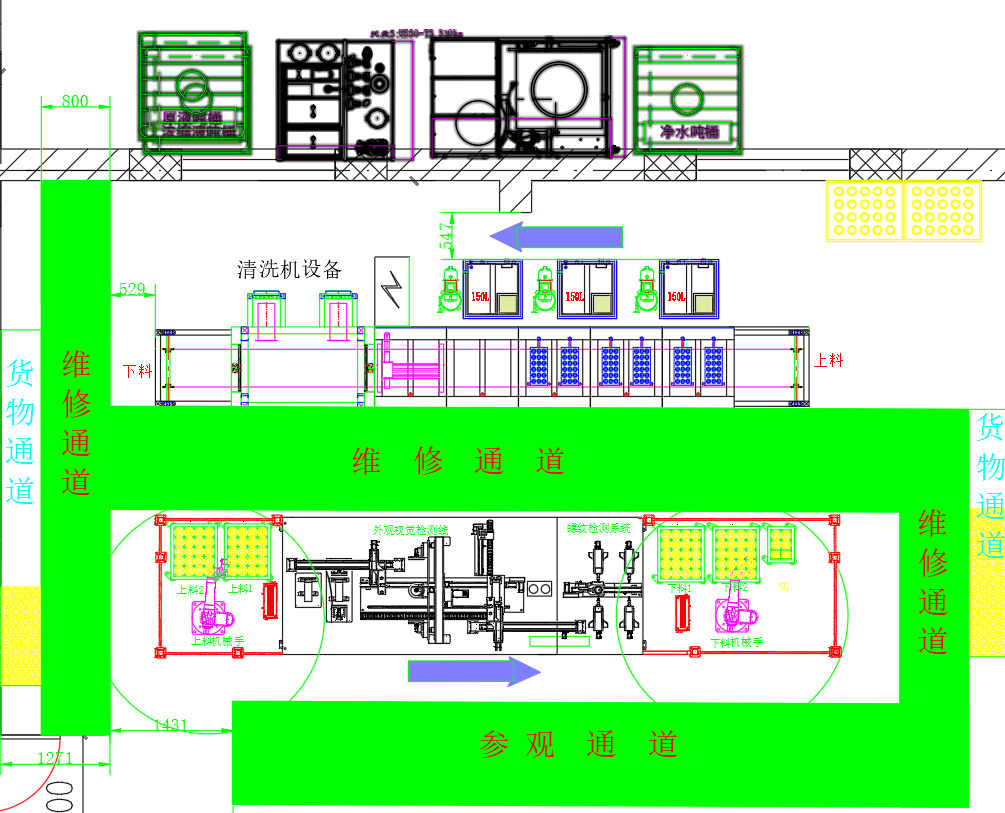 800
净水吨桶
547
清洗机设备
150L
150L
150L
529
下料
上料
货物通道
维修通道
维修通道
货物通道
外观视觉检测线
螺纹检测系统
维修通道
上料2
上料1
下料1
下料2
上料机械手
下料机械手
NG
1431
参观通道
1271
00